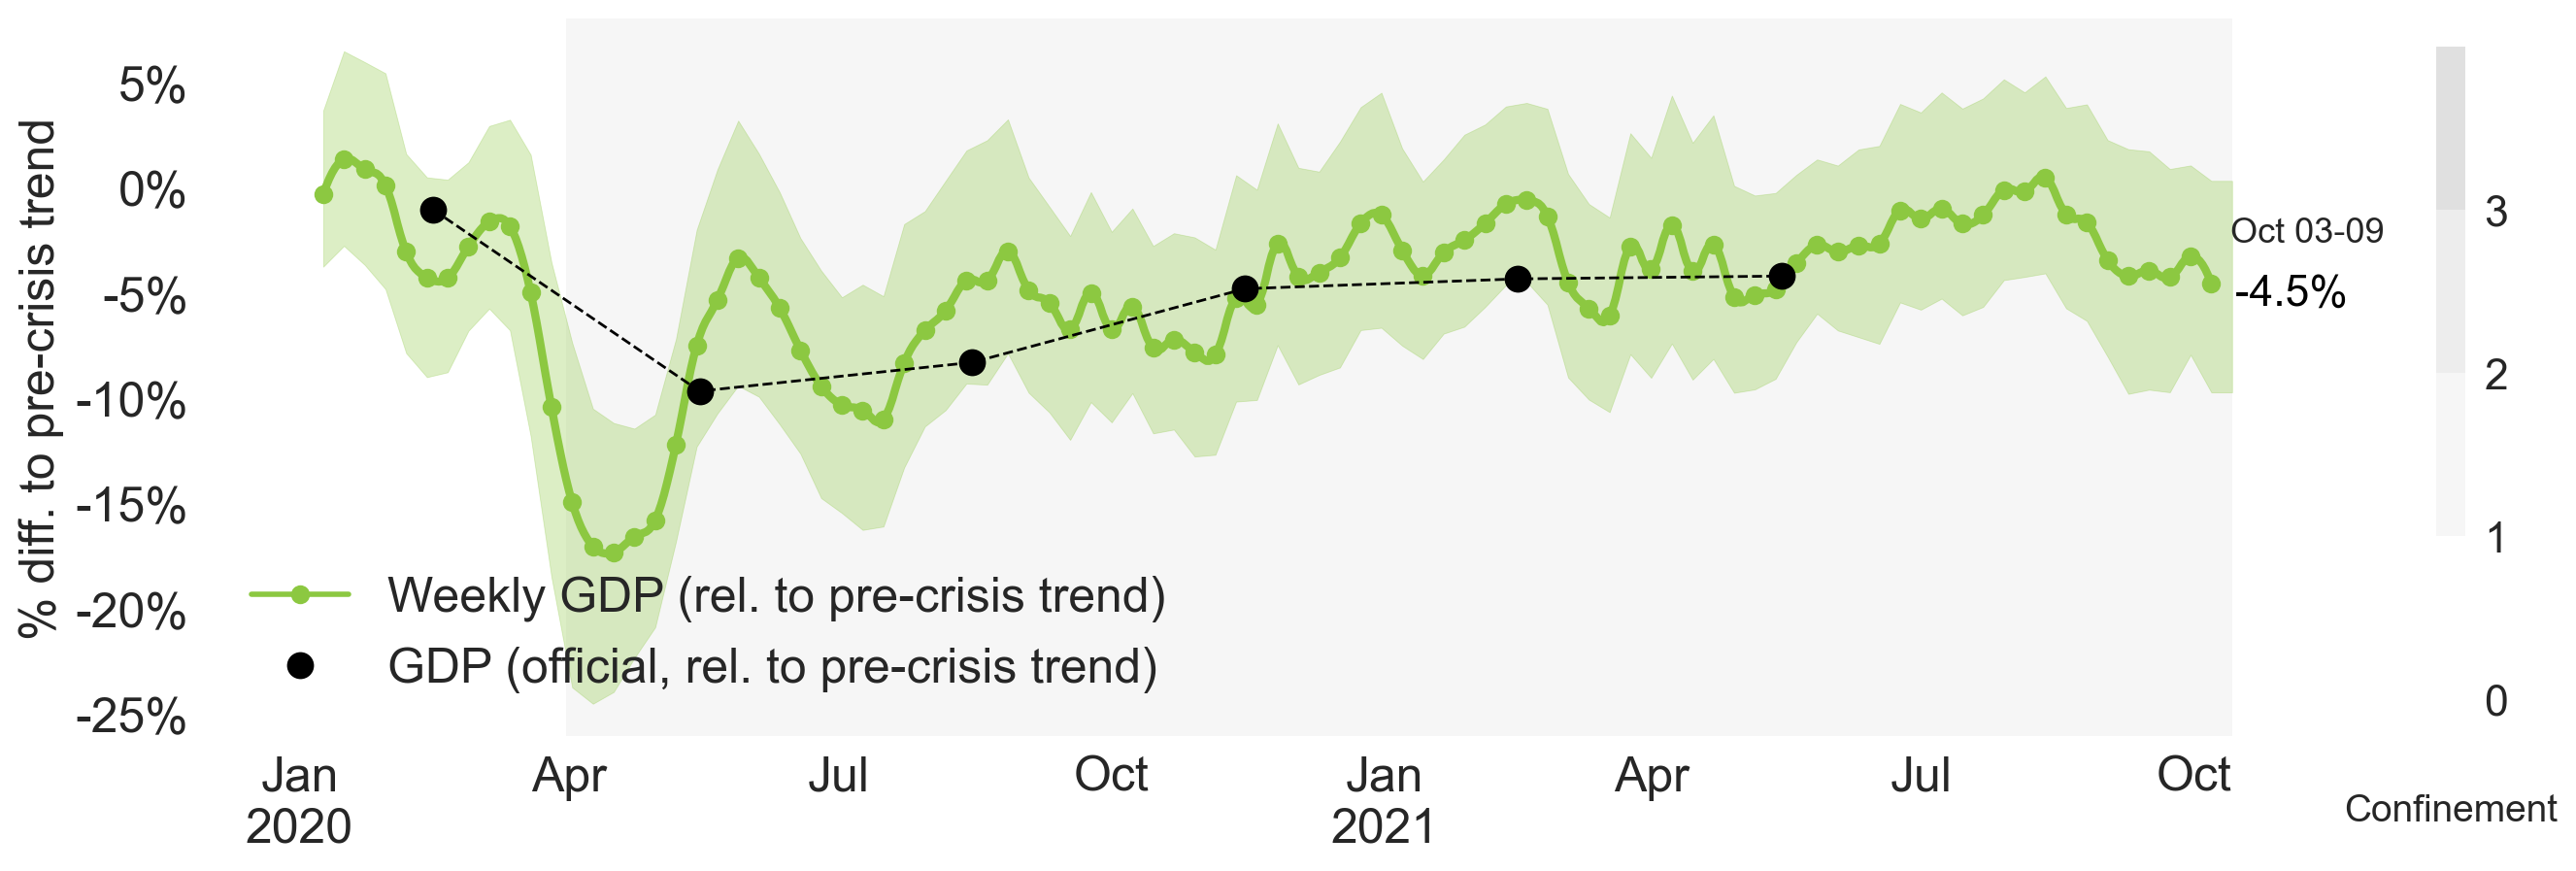 % diff. to pre-crisis trend
5%
0%
-5%
-10%
-15%
-20%
-25%
Weekly GDP (rel. to pre-crisis trend)
GDP (official, rel. to pre-crisis trend)
Jan
2020
Apr
Jul
Oct
Jan
2021
Apr
Jul
Oct
Oct 03-09
-4.5%
3
2
1
0
Confinement